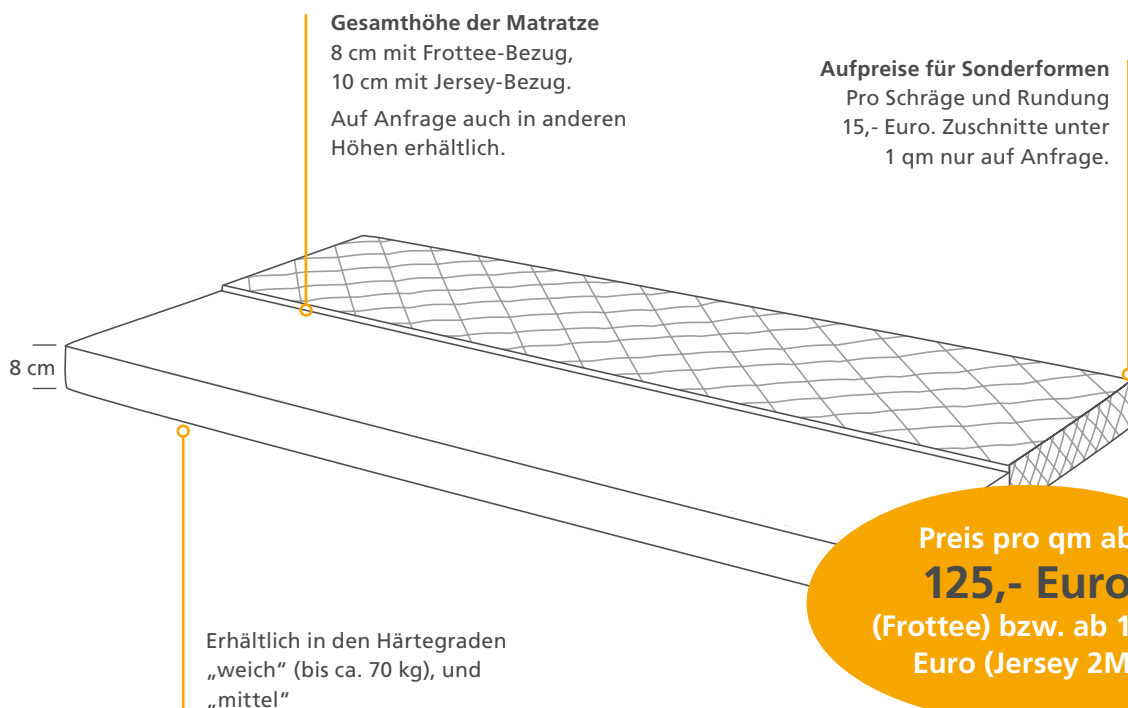 Gesamthöhe der Matratze
8 cm mit Frottee-Bezug,
10 cm mit Jersey-Bezug.
Auf Anfrage auch in anderen
Höhen erhältlich.
Aufpreise für Sonderformen
Pro Schräge und Rundung
15,- Euro. Zuschnitte unter
1 qm nur auf Anfrage.
8 cm
Preis pro qm ab
125,- Euro
(Frottee) bzw. ab 1
Euro (Jersey 2M
Erhältlich in den Härtegraden
„weich“ (bis ca. 70 kg), und
„mittel“